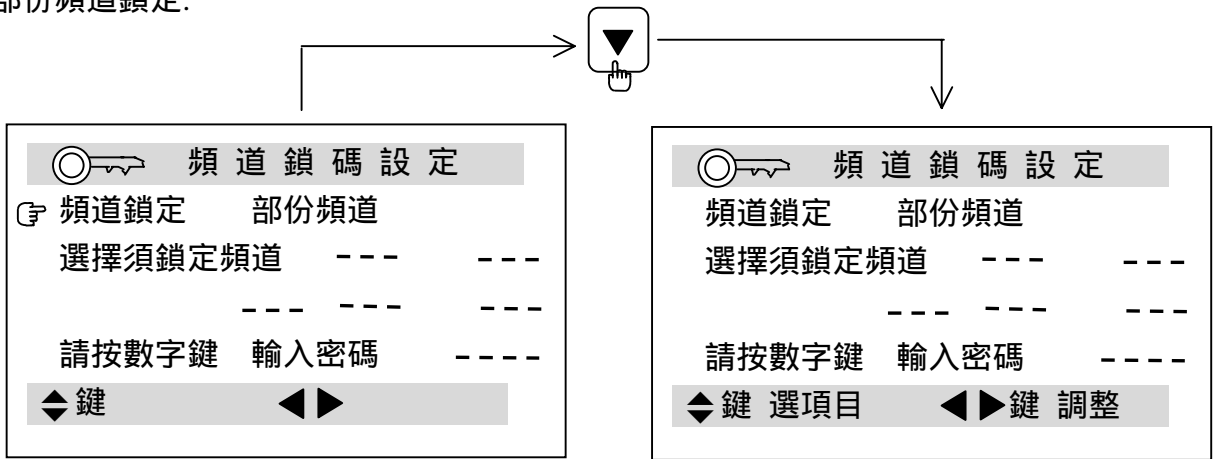 部份頻道鎖定.
頻道鎖碼設定
頻道鎖定 部份頻道
選擇須鎖定頻道 --- ---
--- --- ---
請按數字鍵 輸入密碼 ----
鍵
頻道鎖碼設定
頻道鎖定 部份頻道
選擇須鎖定頻道 --- ---
--- --- ---
請按數字鍵 輸入密碼 ----
鍵 選項目 鍵 調整